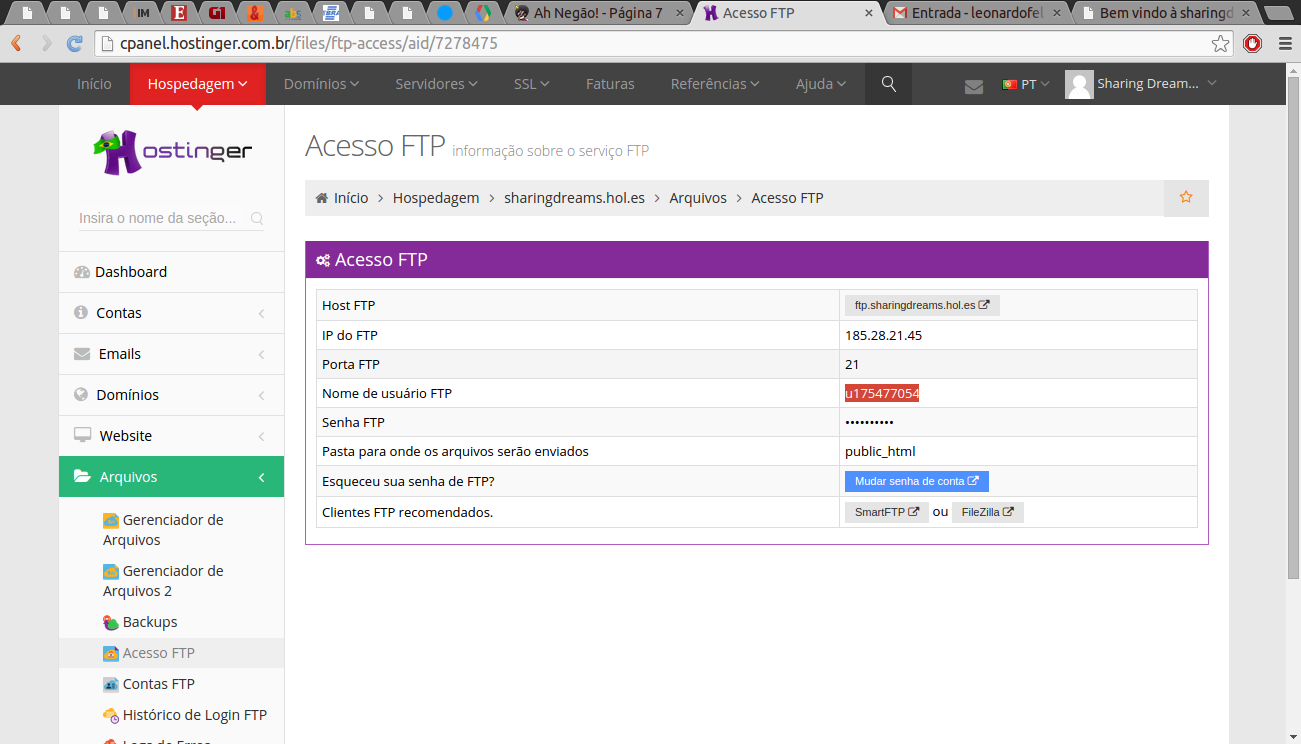 IM
E
G1
&
abs
Ah Negão! - Página 7
Acesso FTP
Entrada - leonardofel
Bem vindo à sharingd
cpanel.hostinger.com.br/files/ftp-access/aid/7278475
Início
Hospedagem
Domínios
Servidores
SSL
Faturas
Referências
Ajuda
PT
Sharing Dream...
Hostinger
Insira o nome da seção...
Dashboard
Contas
Emails
Domínios
Website
Arquivos
Gerenciador de
Arquivos
Gerenciador de
Arquivos 2
Backups
Acesso FTP
Contas FTP
Histórico de Login FTP
Logs de Erros
Acesso FTP informação sobre o serviço FTP
Início > Hospedagem > sharingdreams.hol.es > Arquivos > Acesso FTP
Acesso FTP
Host FTP ftp.sharingdreams.hol.es
IP do FTP 185.28.21.45
Porta FTP 21
Nome de usuário FTP u175477054
Senha FTP ••••••••••
Pasta para onde os arquivos serão enviados public_html
Esqueceu sua senha de FTP? Mudar senha de conta
Clientes FTP recomendados. SmartFTP ou FileZilla